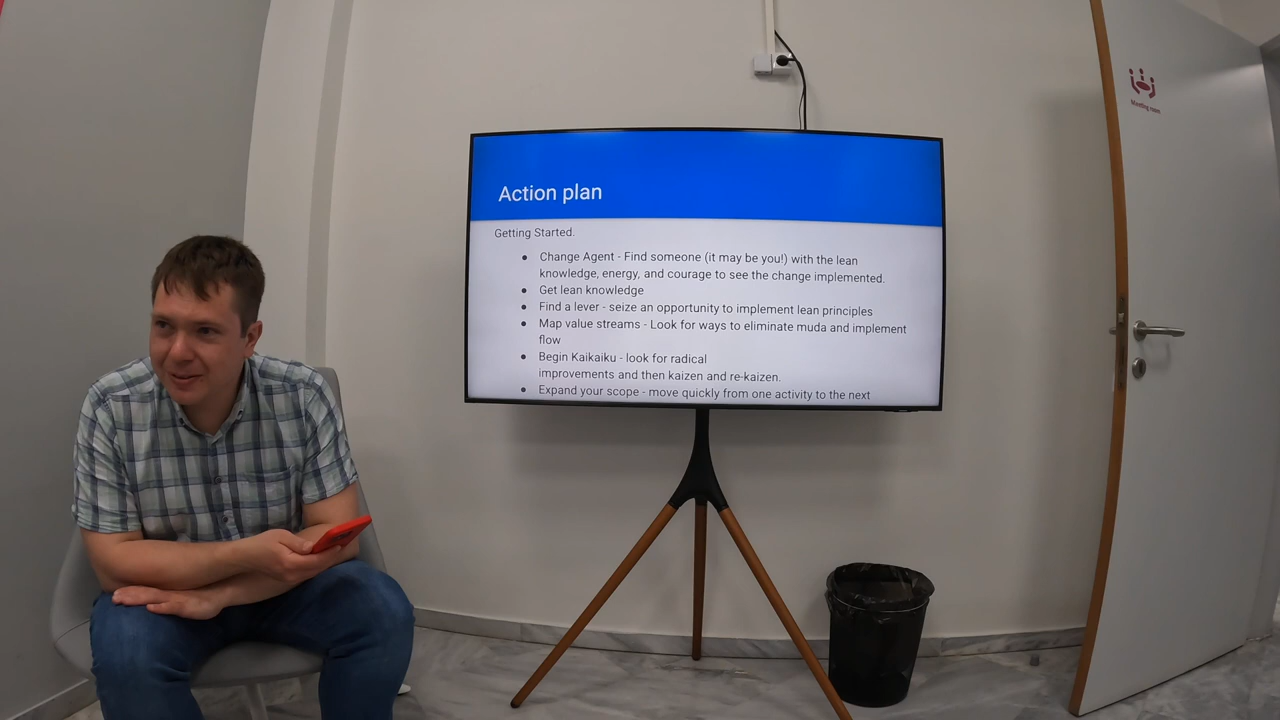 Action plan
Getting Started.
● Change Agent - Find someone (it may be you!) with the lean
knowledge, energy, and courage to see the change implemented.
● Get lean knowledge
● Find a lever - seize an opportunity to implement lean principles
● Map value streams - Look for ways to eliminate muda and implement
flow
● Begin Kaikaiku - look for radical
improvements and then kaizen and re-kaizen.
● Expand your scope - move quickly from one activity to the next
Meeting room